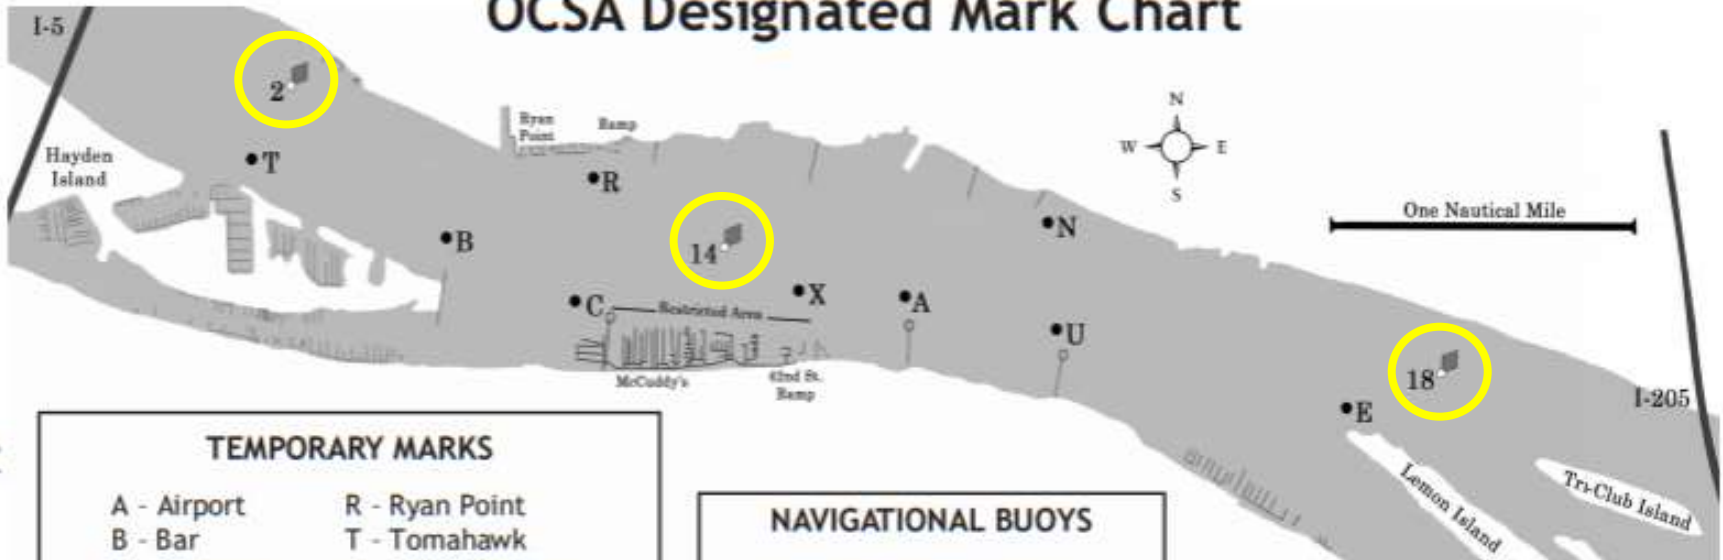 OCSA Designated Mark Chart
I-5
2
Hayden
Island
T
B
Ryan
Point
Ramp
R
14
C
X
Restricted Area
McCuddy's
42nd St.
Ramp
A
N
U
N
W
E
S
One Nautical Mile
18
E
I-205
Lemon Island
Tri-Club Island
TEMPORARY MARKS
A - Airport
R - Ryan Point
B - Bar
T - Tomahawk
NAVIGATIONAL BUOYS